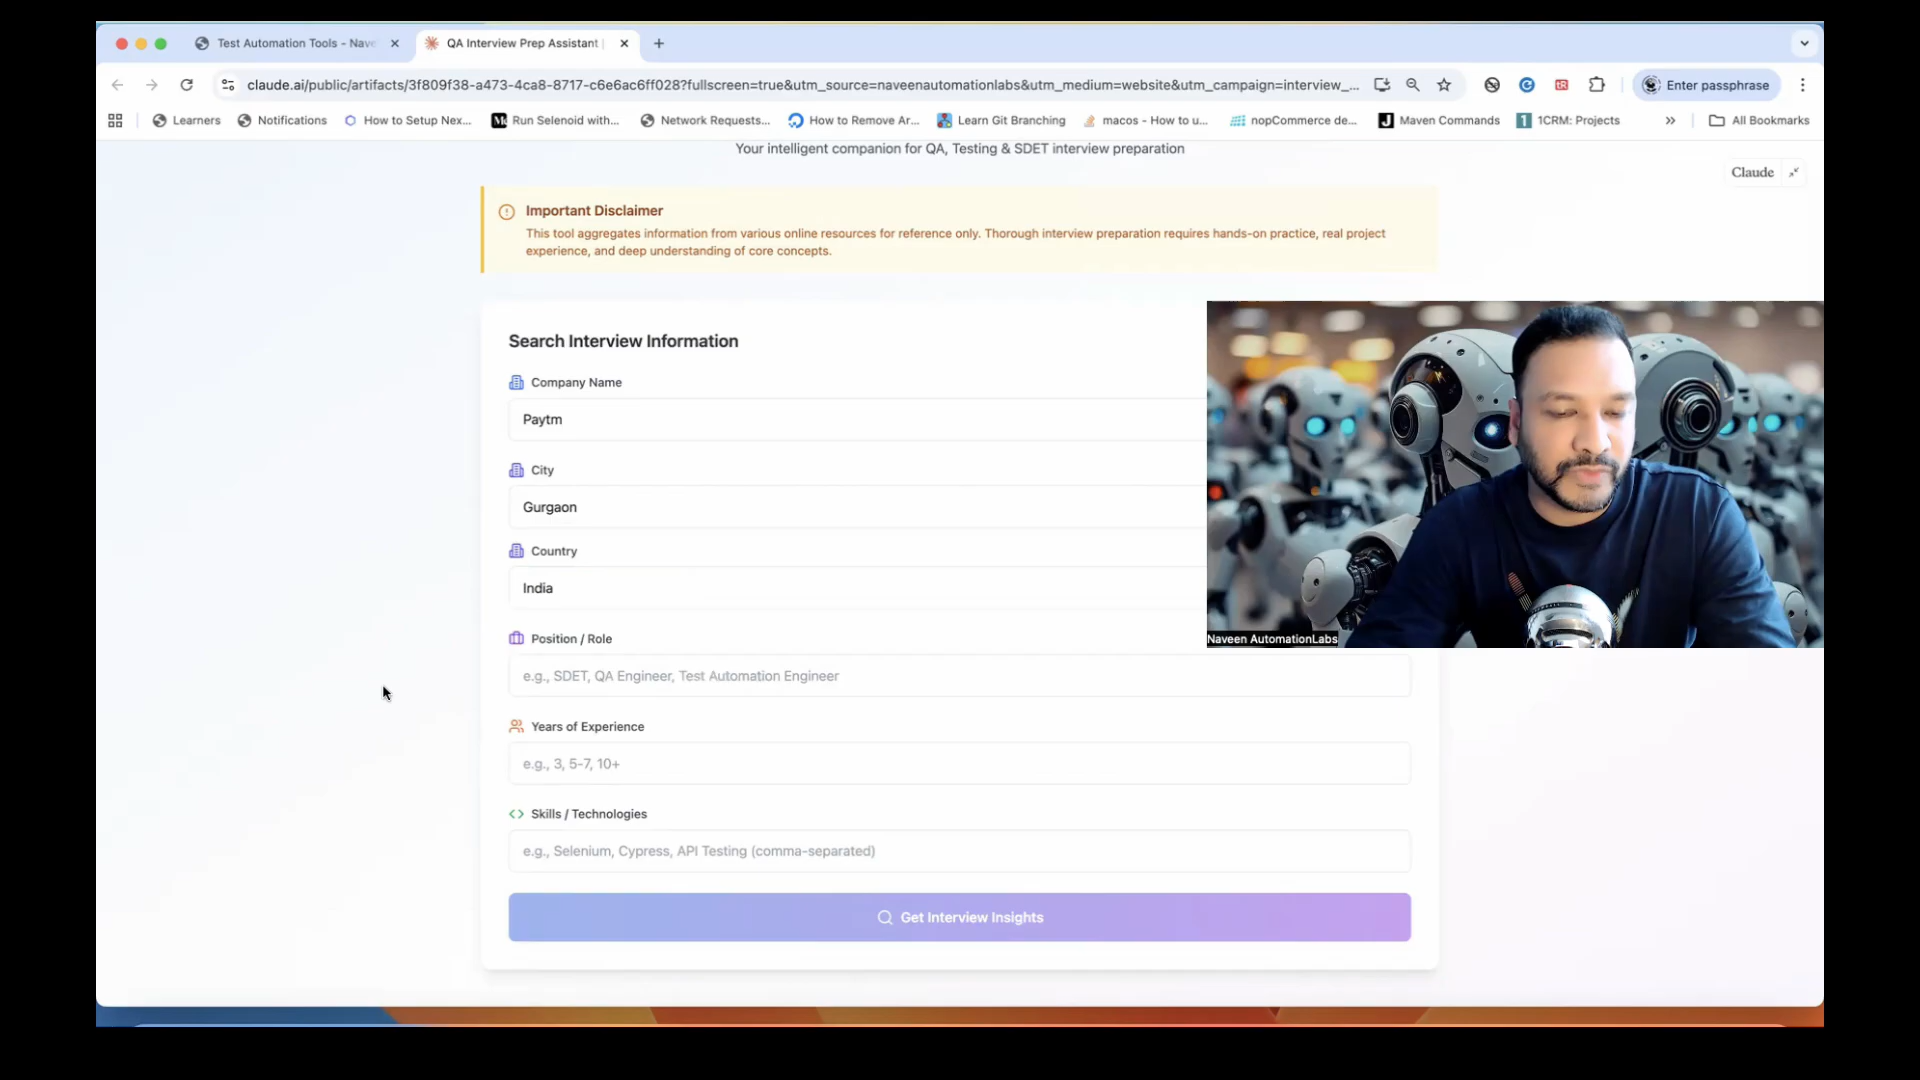 Test Automation Tools - Nave
QA Interview Prep Assistant |
claude.ai/public/artifacts/3f809f38-a473-4ca8-8717-c6e6ac6ff028?fullscreen=true&utm_source=naveenautomationlabs&utm_medium=website&utm_campaign=interview_...
Enter passphrase
Learners
Notifications
How to Setup Nex...
Run Selenoid with...
Network Requests...
How to Remove Ar...
Learn Git Branching
macos - How to u...
nopCommerce de...
Maven Commands
1CRM: Projects
All Bookmarks
Your intelligent companion for QA, Testing & SDET interview preparation
Claude
Important Disclaimer
This tool aggregates information from various online resources for reference only. Thorough interview preparation requires hands-on practice, real project
experience, and deep understanding of core concepts.
Search Interview Information
Company Name
Paytm
City
Gurgaon
Country
India
Naveen AutomationLabs
Position / Role
e.g., SDET, QA Engineer, Test Automation Engineer
Years of Experience
e.g., 3, 5-7, 10+
Skills / Technologies
e.g., Selenium, Cypress, API Testing (comma-separated)
Get Interview Insights